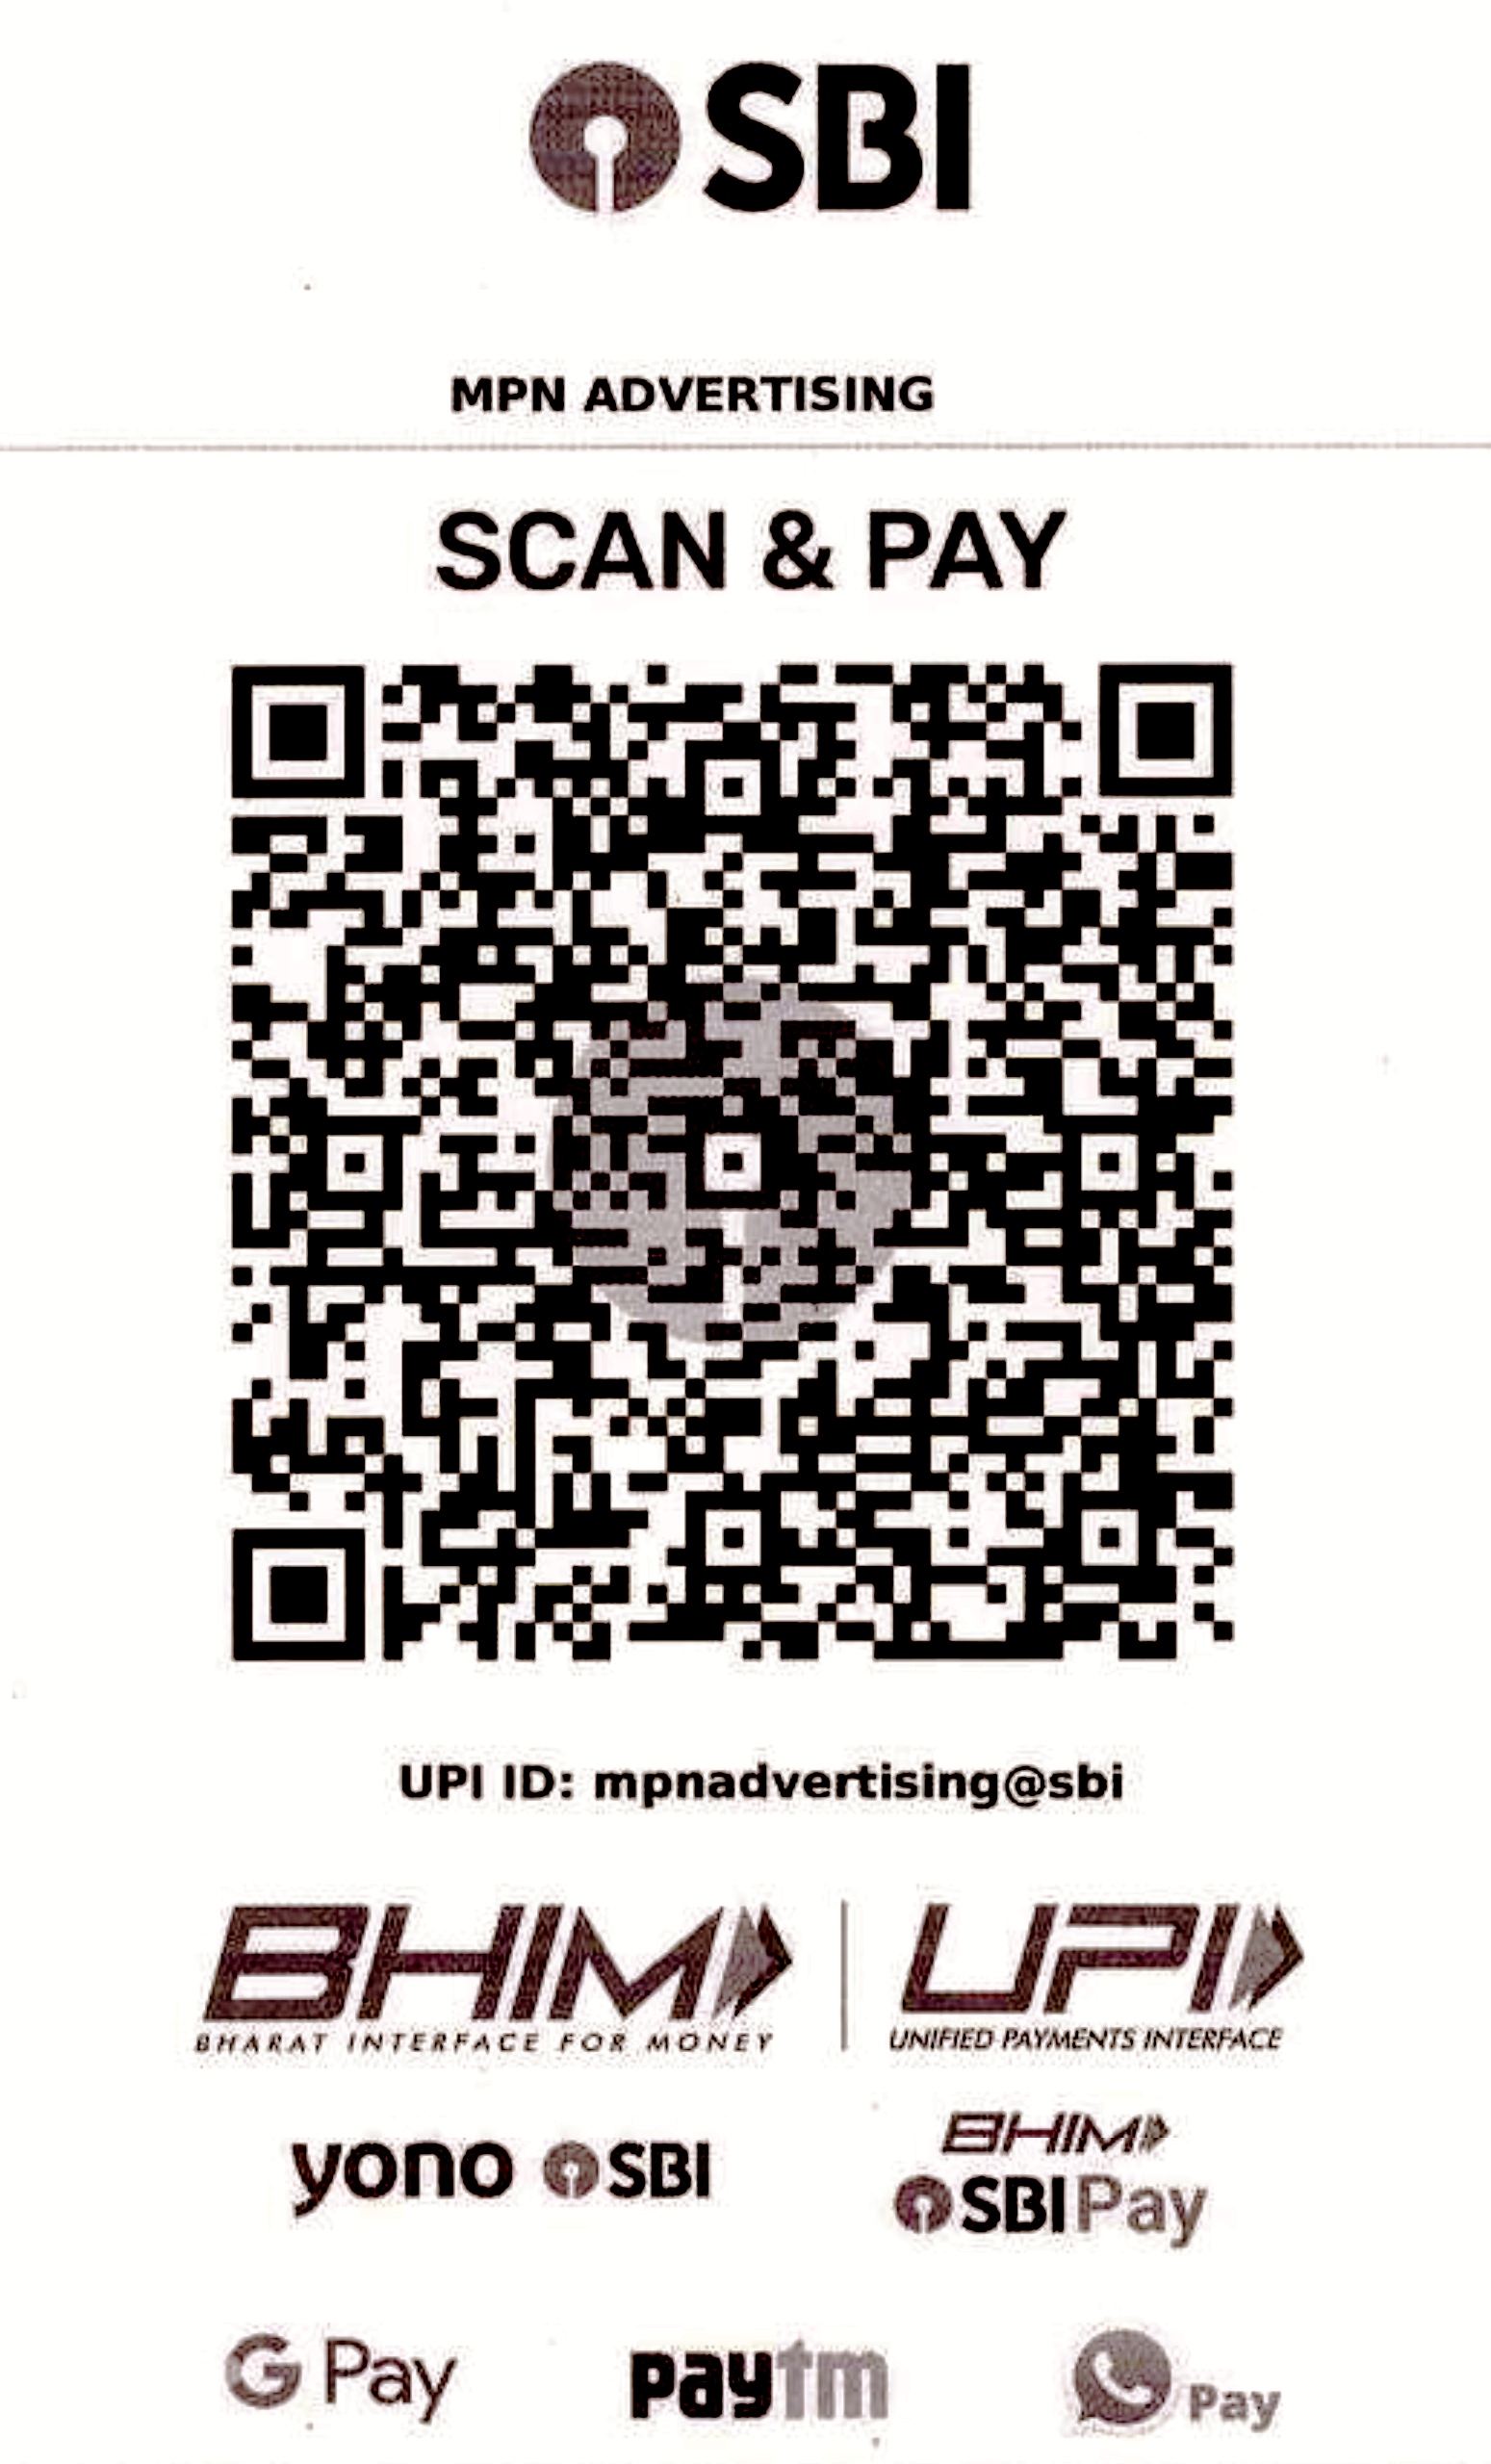 SBI
MPN ADVERTISING
SCAN & PAY
UPI ID: mpnadvertising@sbi
BHIM UPI
BHARAT INTERFACE FOR MONEY UNIFIED PAYMENTS INTERFACE
BHIM
yono SBI SBI Pay
G Pay paytm Pay